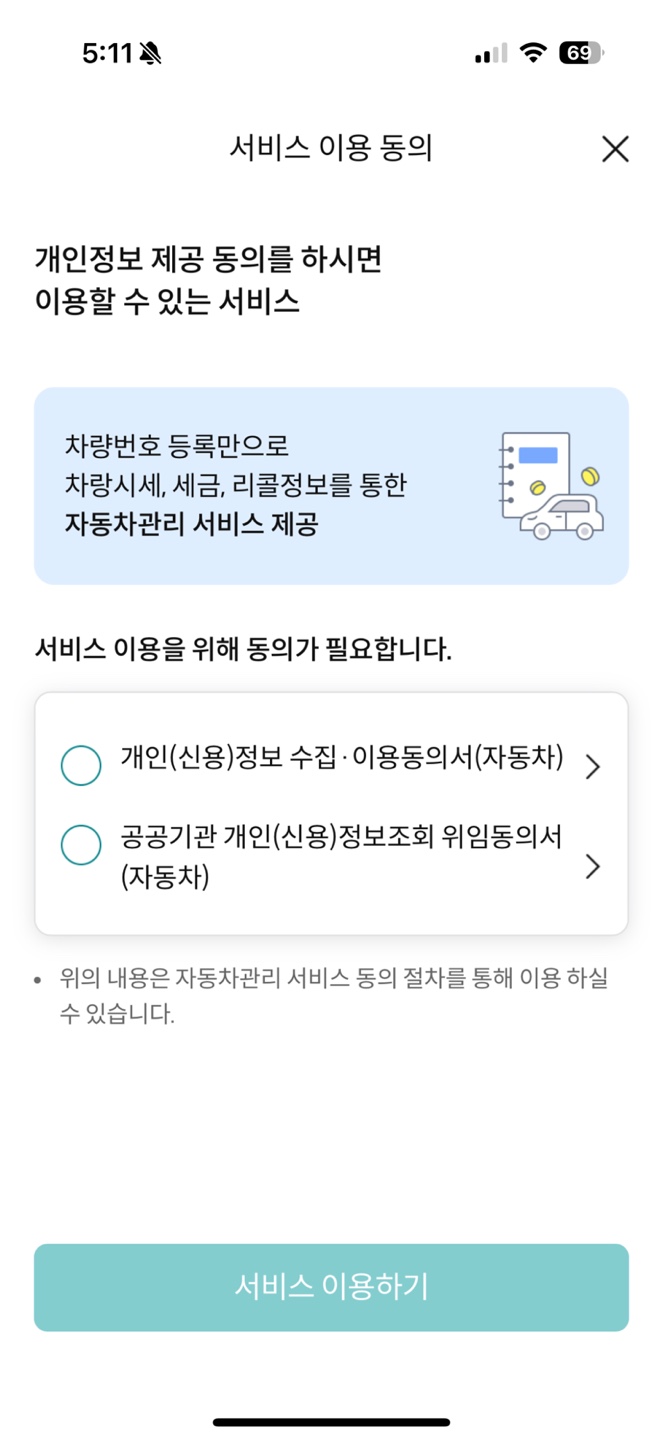 5:11
69
서비스 이용 동의
개인정보 제공 동의를 하시면
이용할 수 있는 서비스
차량번호 등록만으로
차량시세, 세금, 리콜정보를 통한
자동차관리 서비스 제공
서비스 이용을 위해 동의가 필요합니다.
개인(신용)정보 수집·이용동의서(자동차)
공공기관 개인(신용)정보조회 위임동의서
(자동차)
• 위의 내용은 자동차관리 서비스 동의 절차를 통해 이용 하실
수 있습니다.
서비스 이용하기